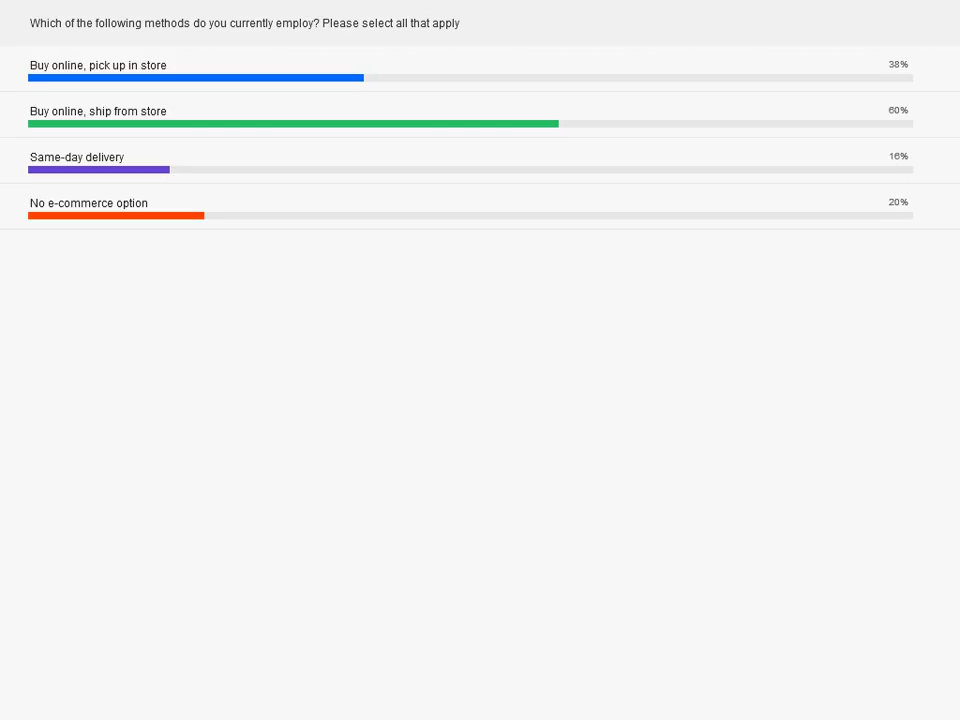 Which of the following methods do you currently employ? Please select all that apply
Buy online, pick up in store
38%
Buy online, ship from store
60%
Same-day delivery
16%
No e-commerce option
20%